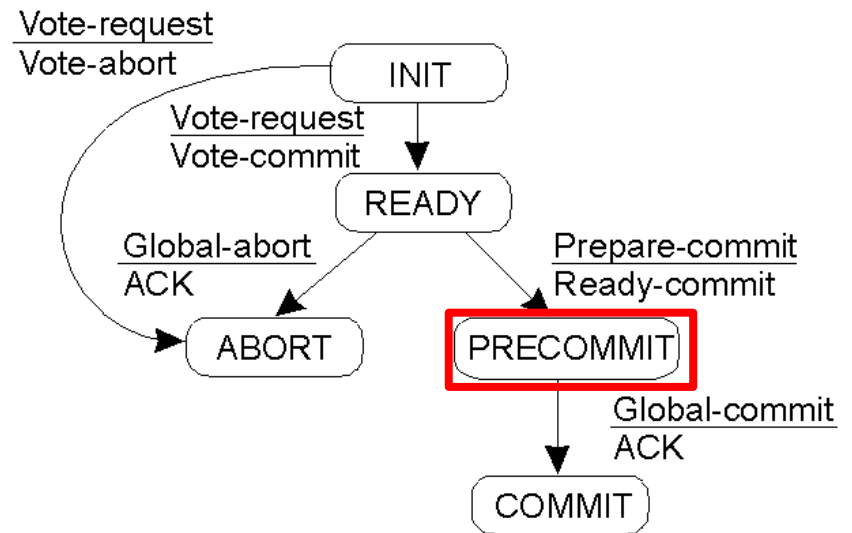 Vote-request
Vote-abort
INIT
Vote-request
Vote-commit
READY
Global-abort
ACK
Prepare-commit
Ready-commit
ABORT
PRECOMMIT
Global-commit
ACK
COMMIT